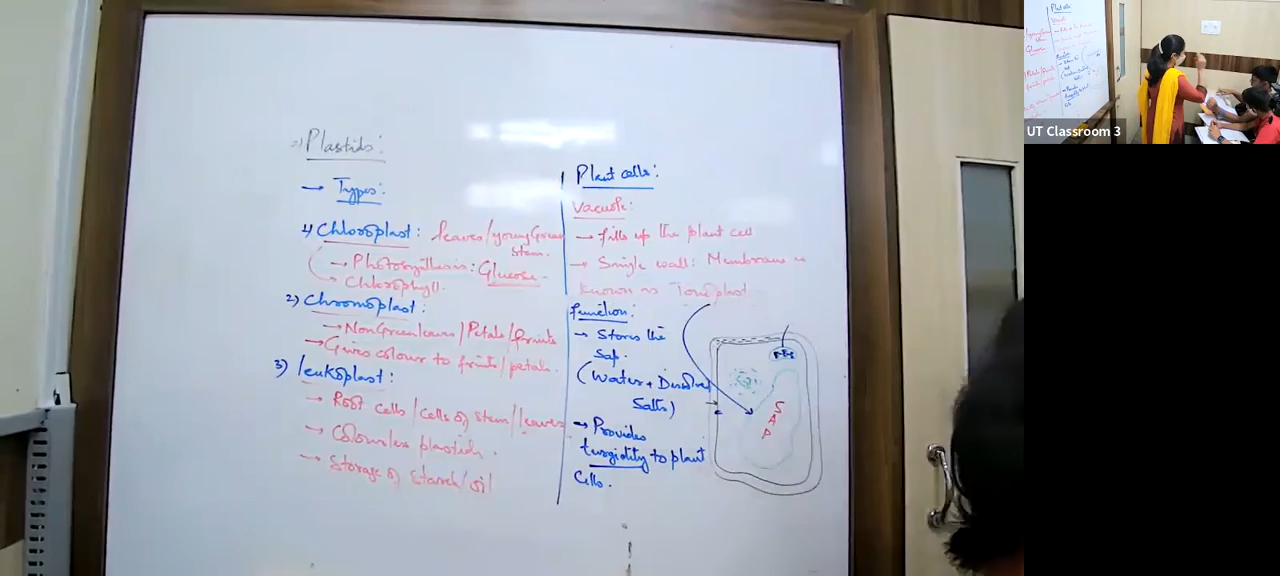 =) Plastids:
→ Types:
1) Chloroplast: leaves/young Green
stem.
→ Photosynthesis: Glucose.
→ Chlorophyll.
2) Chromoplast:
→ Non Green leaves/Petals/fruits
→ Gives colour to fruits/petals.
3) leukoplast:
→ Root cells/cells of stem/leaves
→ Colourless plastids.
→ Storage of starch/oil
Plant cells:
Vacuole:
→ fills up the plant cell
→ Single wall: Membrane is
known as Tonoplast
function:
→ Stores the
Sap.
(Water + Dissolved
Salts)
→ Provides
turgidity to plant
Cells.
S
A
P
UT Classroom 3